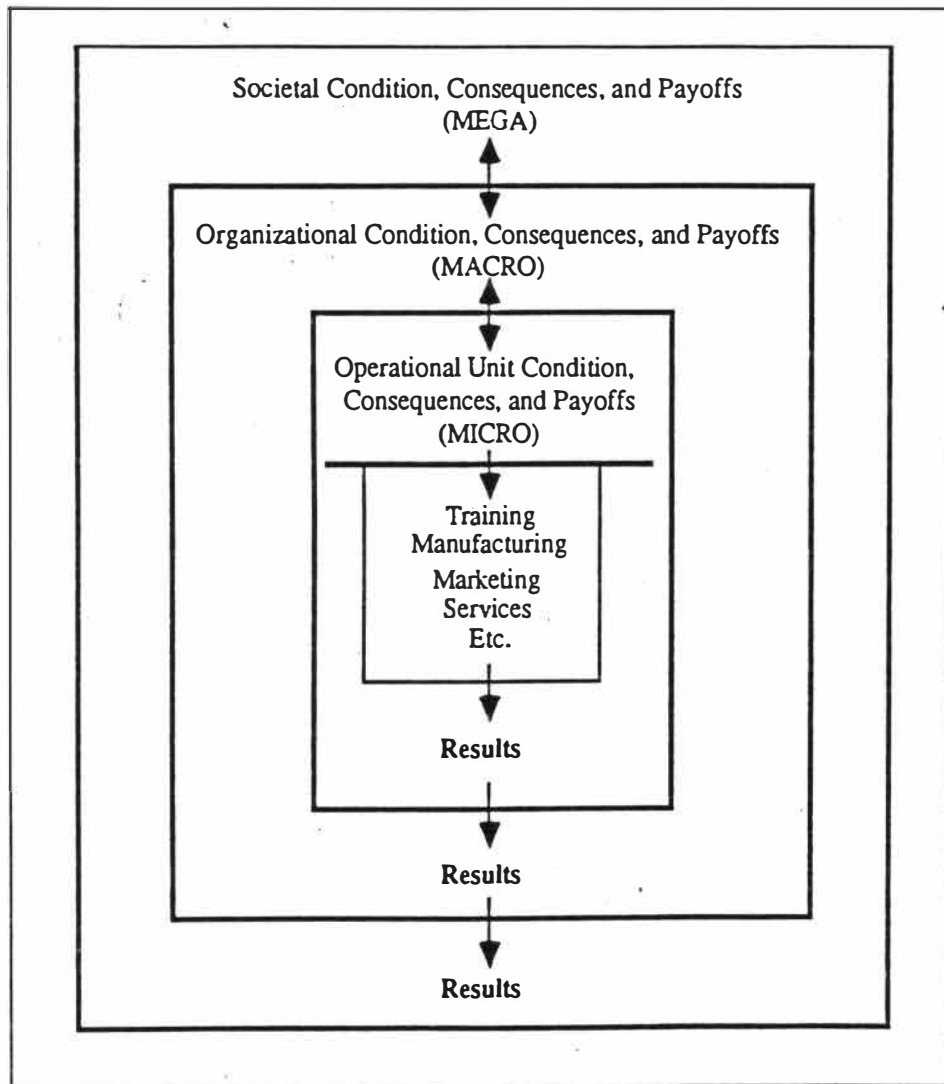 Societal Condition, Consequences, and Payoffs
(MEGA)
Organizational Condition, Consequences, and Payoffs
(MACRO)
Operational Unit Condition,
Consequences, and Payoffs
(MICRO)
Training
Manufacturing
Marketing
Services
Etc.
Results
Results
Results